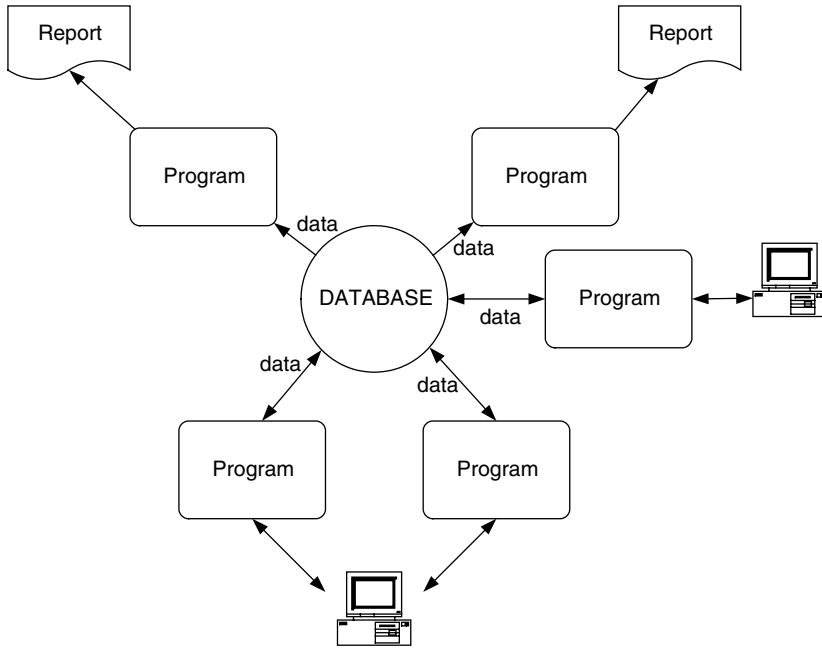 Report
Report
Program
Program
data
data
DATABASE
Program
data
data
data
Program
Program